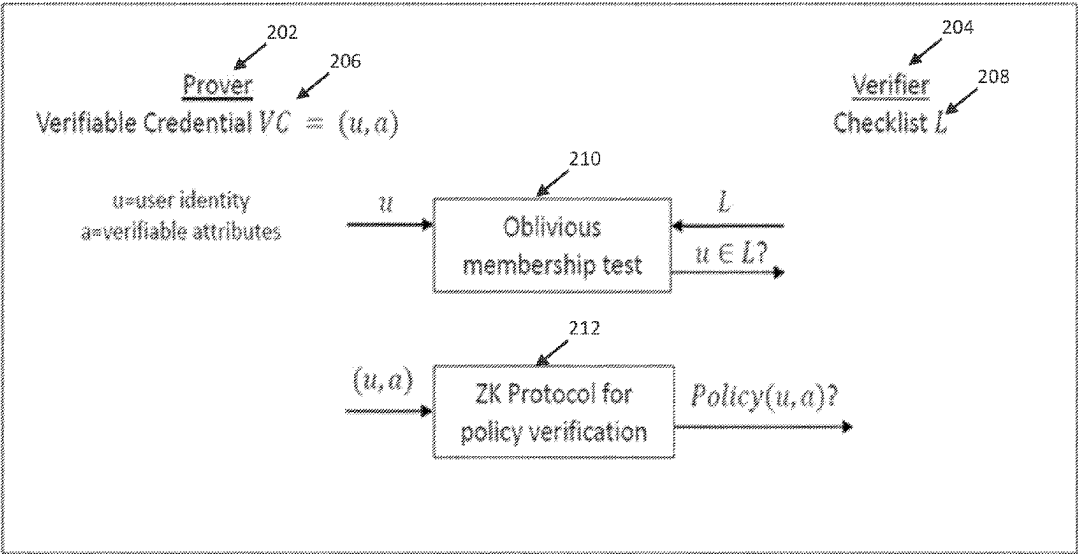 202
204
206
208
Prover
Verifier
Verifiable Credential VC = (u, a)
Checklist L
210
u=user identity
a=verifiable attributes
u
L
Oblivious
membership test
u ∈ L?
212
(u, a)
ZK Protocol for
policy verification
Policy(u, a)?